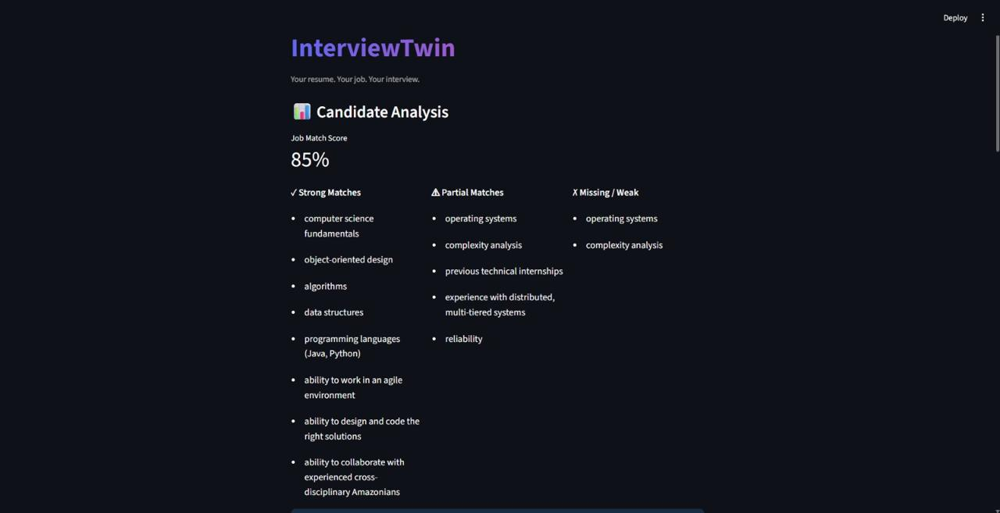 Deploy
InterviewTwin
Your resume. Your job. Your interview.
📊 Candidate Analysis
Job Match Score
85%
✓ Strong Matches
• computer science
fundamentals
• object-oriented design
• algorithms
• data structures
• programming languages
(Java, Python)
• ability to work in an agile
environment
• ability to design and code the
right solutions
• ability to collaborate with
experienced cross-
disciplinary Amazonians
⚠ Partial Matches
• operating systems
• complexity analysis
• previous technical internships
• experience with distributed,
multi-tiered systems
• reliability
✗ Missing / Weak
• operating systems
• complexity analysis